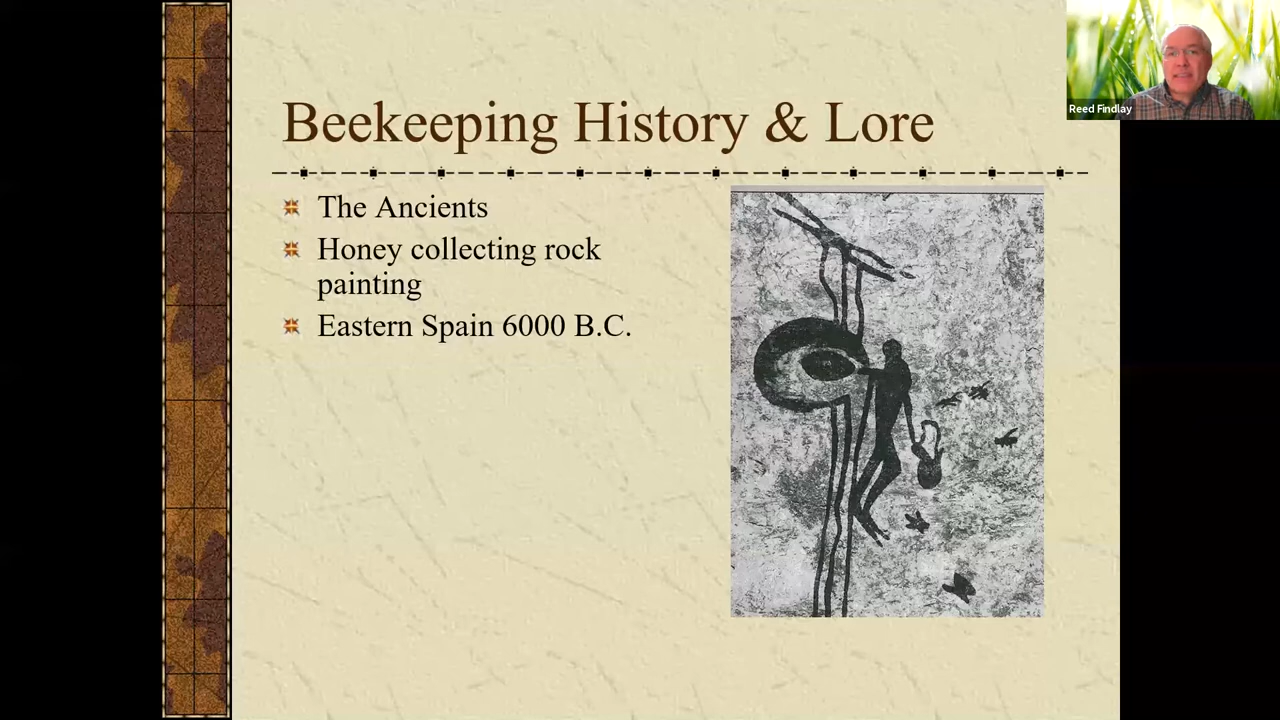 Beekeeping History & Lore
The Ancients
Honey collecting rock
painting
Eastern Spain 6000 B.C.
Reed Findlay